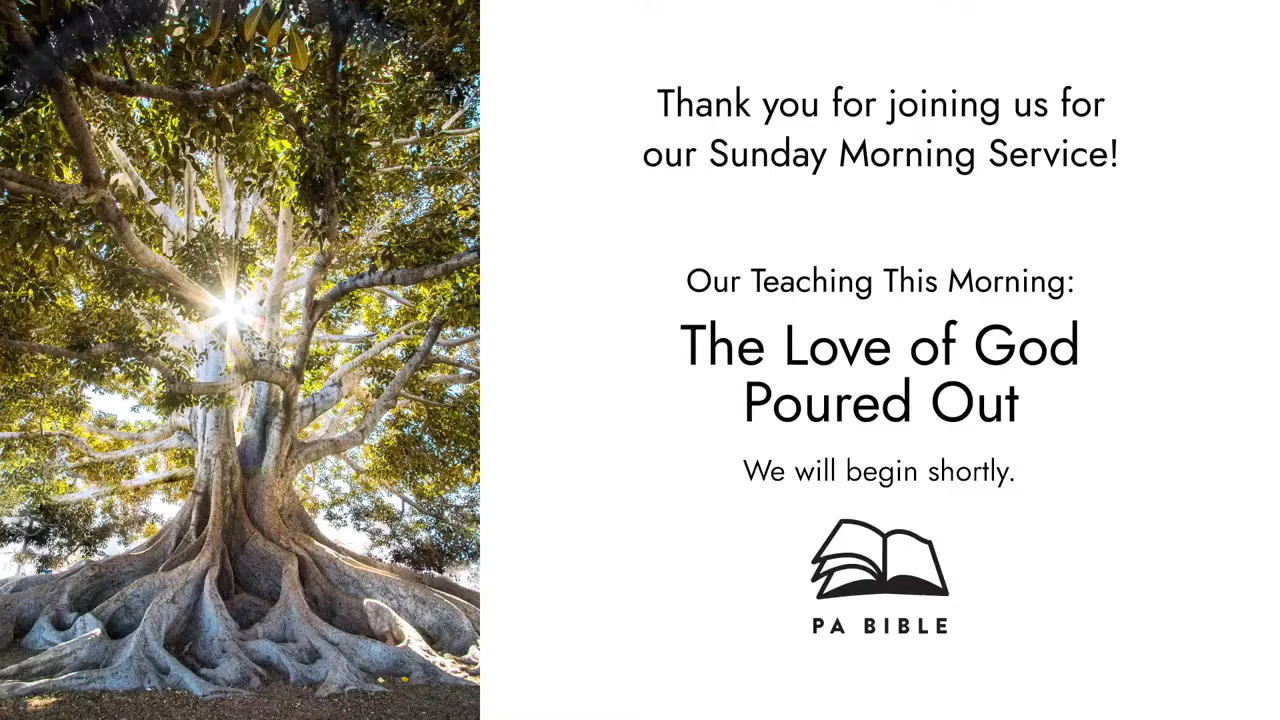 Thank you for joining us for
our Sunday Morning Service!
Our Teaching This Morning:
The Love of God
Poured Out
We will begin shortly.
PA BIBLE